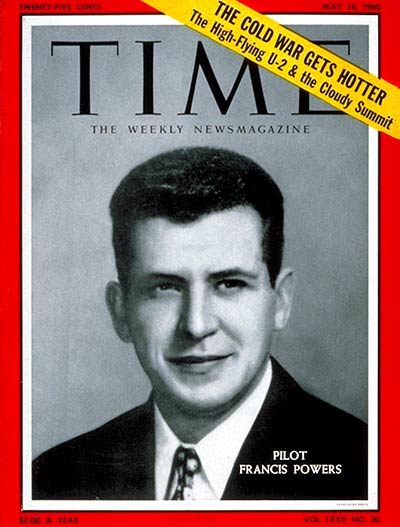 TWENTY-FIVE CENTS
MAY 16, 1960
THE COLD WAR GETS HOTTER
The High-Flying U-2 & the Cloudy Summit
TIME
THE WEEKLY NEWSMAGAZINE
PILOT
FRANCIS POWERS
$7.00 A YEAR
VOL. LXXV NO. 20